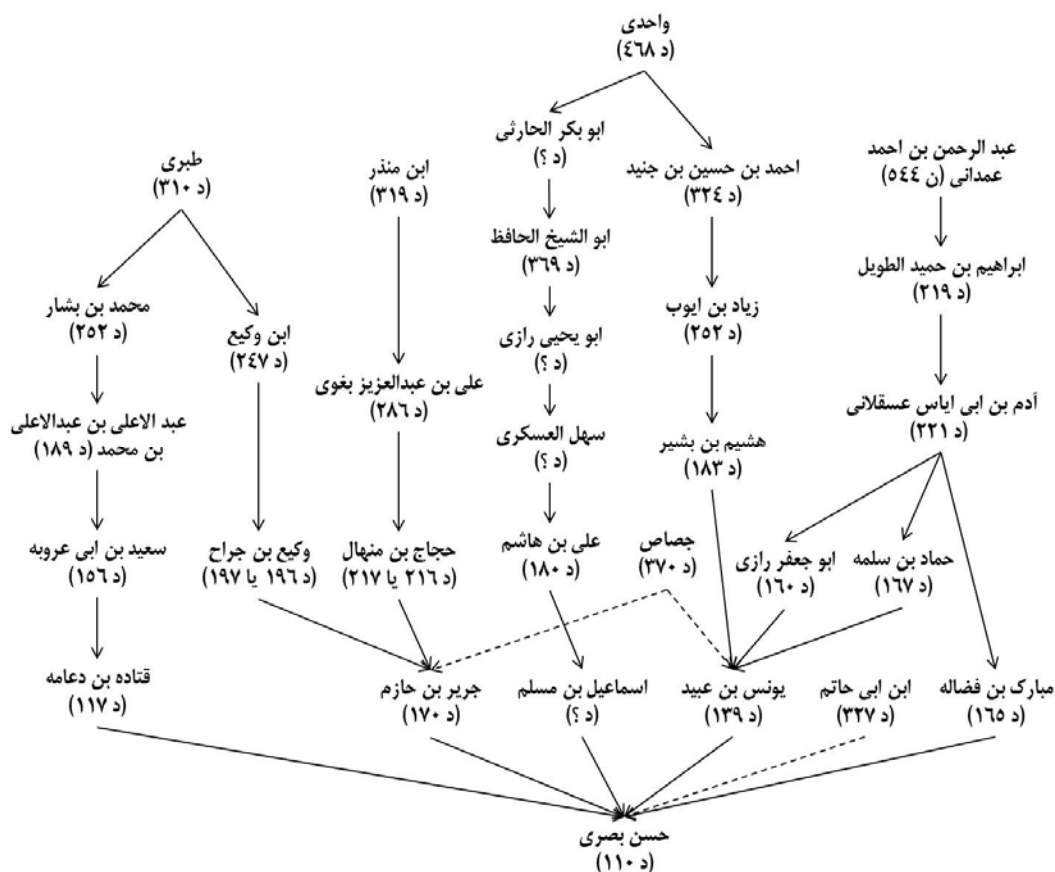 واحدی
(د ٤٦٨)
ابو بکر الحارثی
(د ؟)
عبد الرحمن بن احمد
عمدانی (ن ٥٤٤)
احمد بن حسین بن جنید
(د ٣٢٤)
ابن منذر
(د ٣١٩)
طبری
(د ٣١٠)
ابو الشیخ الحافظ
(د ٣٦٩)
ابراهیم بن حمید الطویل
(د ٢١٩)
زیاد بن ایوب
(د ٢٥٢)
ابو یحیی رازی
(د ؟)
ابن وکیع
(د ٢٤٧)
محمد بن بشار
(د ٢٥٢)
علی بن عبدالعزیز بغوی
(د ٢٨٦)
آدم بن ابی ایاس عسقلانی
(د ٢٢١)
هشیم بن بشیر
(د ١٨٣)
سهل العسکری
(د ؟)
عبد الاعلی بن عبدالاعلی
بن محمد (د ١٨٩)
حماد بن سلمه
(د ١٦٧)
ابو جعفر رازی
(د ١٦٠)
جصاص
(د ٣٧٠)
علی بن هاشم
(د ١٨٠)
حجاج بن منهال
(د ٢١٦ یا ٢١٧)
وکیع بن جراح
(د ١٩٦ یا ١٩٧)
سعید بن ابی عروبه
(د ١٥٦)
مبارک بن فضاله
(د ١٦٥)
ابن ابی حاتم
(د ٣٢٧)
یونس بن عبید
(د ١٣٩)
اسماعیل بن مسلم
(د ؟)
جریر بن حازم
(د ١٧٠)
قتاده بن دعامه
(د ١١٧)
حسن بصری
(د ١١٠)